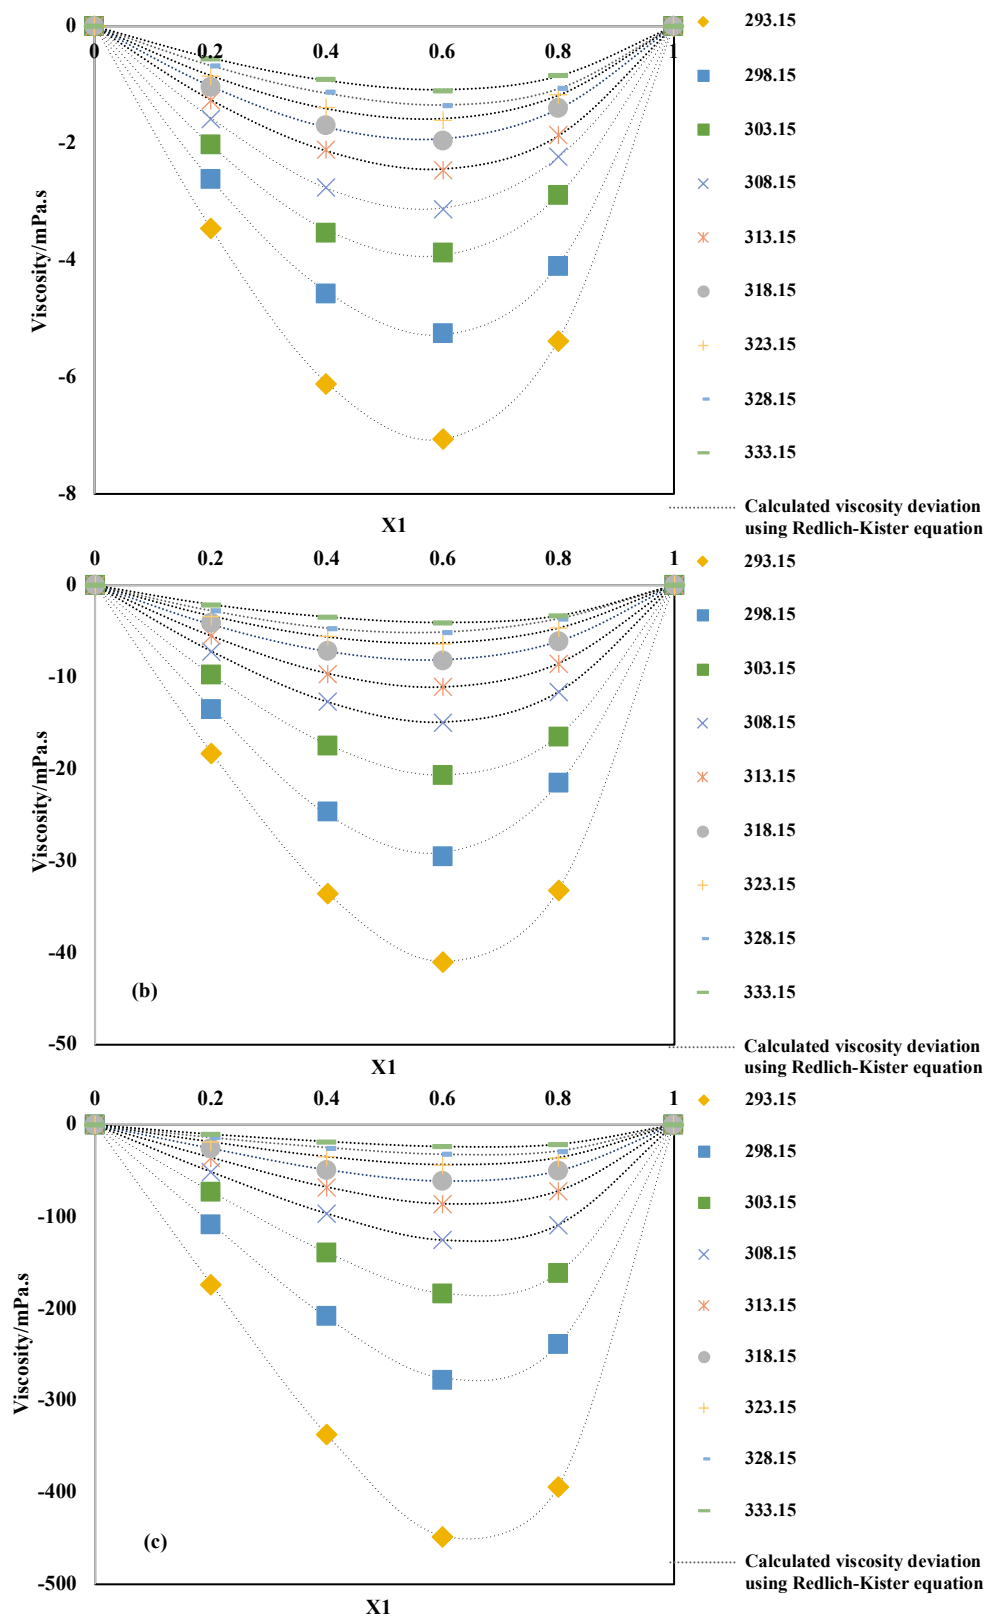 0
0 0.2 0.4 0.6 0.8 1
-2
-4
-6
-8
Viscosity/mPa.s
X1
293.15
298.15
303.15
308.15
313.15
318.15
323.15
328.15
333.15
Calculated viscosity deviation
using Redlich-Kister equation
0 0.2 0.4 0.6 0.8 1
0
-10
-20
-30
-40
-50
Viscosity/mPa.s
(b)
X1
293.15
298.15
303.15
308.15
313.15
318.15
323.15
328.15
333.15
Calculated viscosity deviation
using Redlich-Kister equation
0 0.2 0.4 0.6 0.8 1
0
-100
-200
-300
-400
-500
Viscosity/mPa.s
(c)
X1
293.15
298.15
303.15
308.15
313.15
318.15
323.15
328.15
333.15
Calculated viscosity deviation
using Redlich-Kister equation